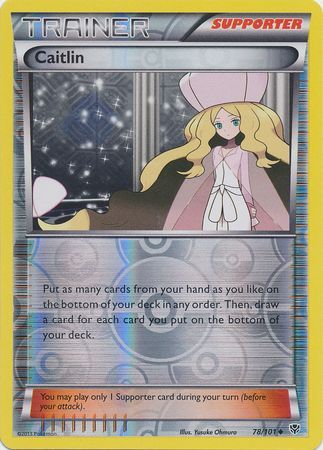 TRAINER
SUPPORTER
Caitlin
Put as many cards from your hand as you like on
the bottom of your deck in any order. Then, draw
a card for each card you put on the bottom of
your deck.
You may play only 1 Supporter card during your turn (before
your attack).
©2013 Pokémon
Illus. Yusuke Ohmura
78/101